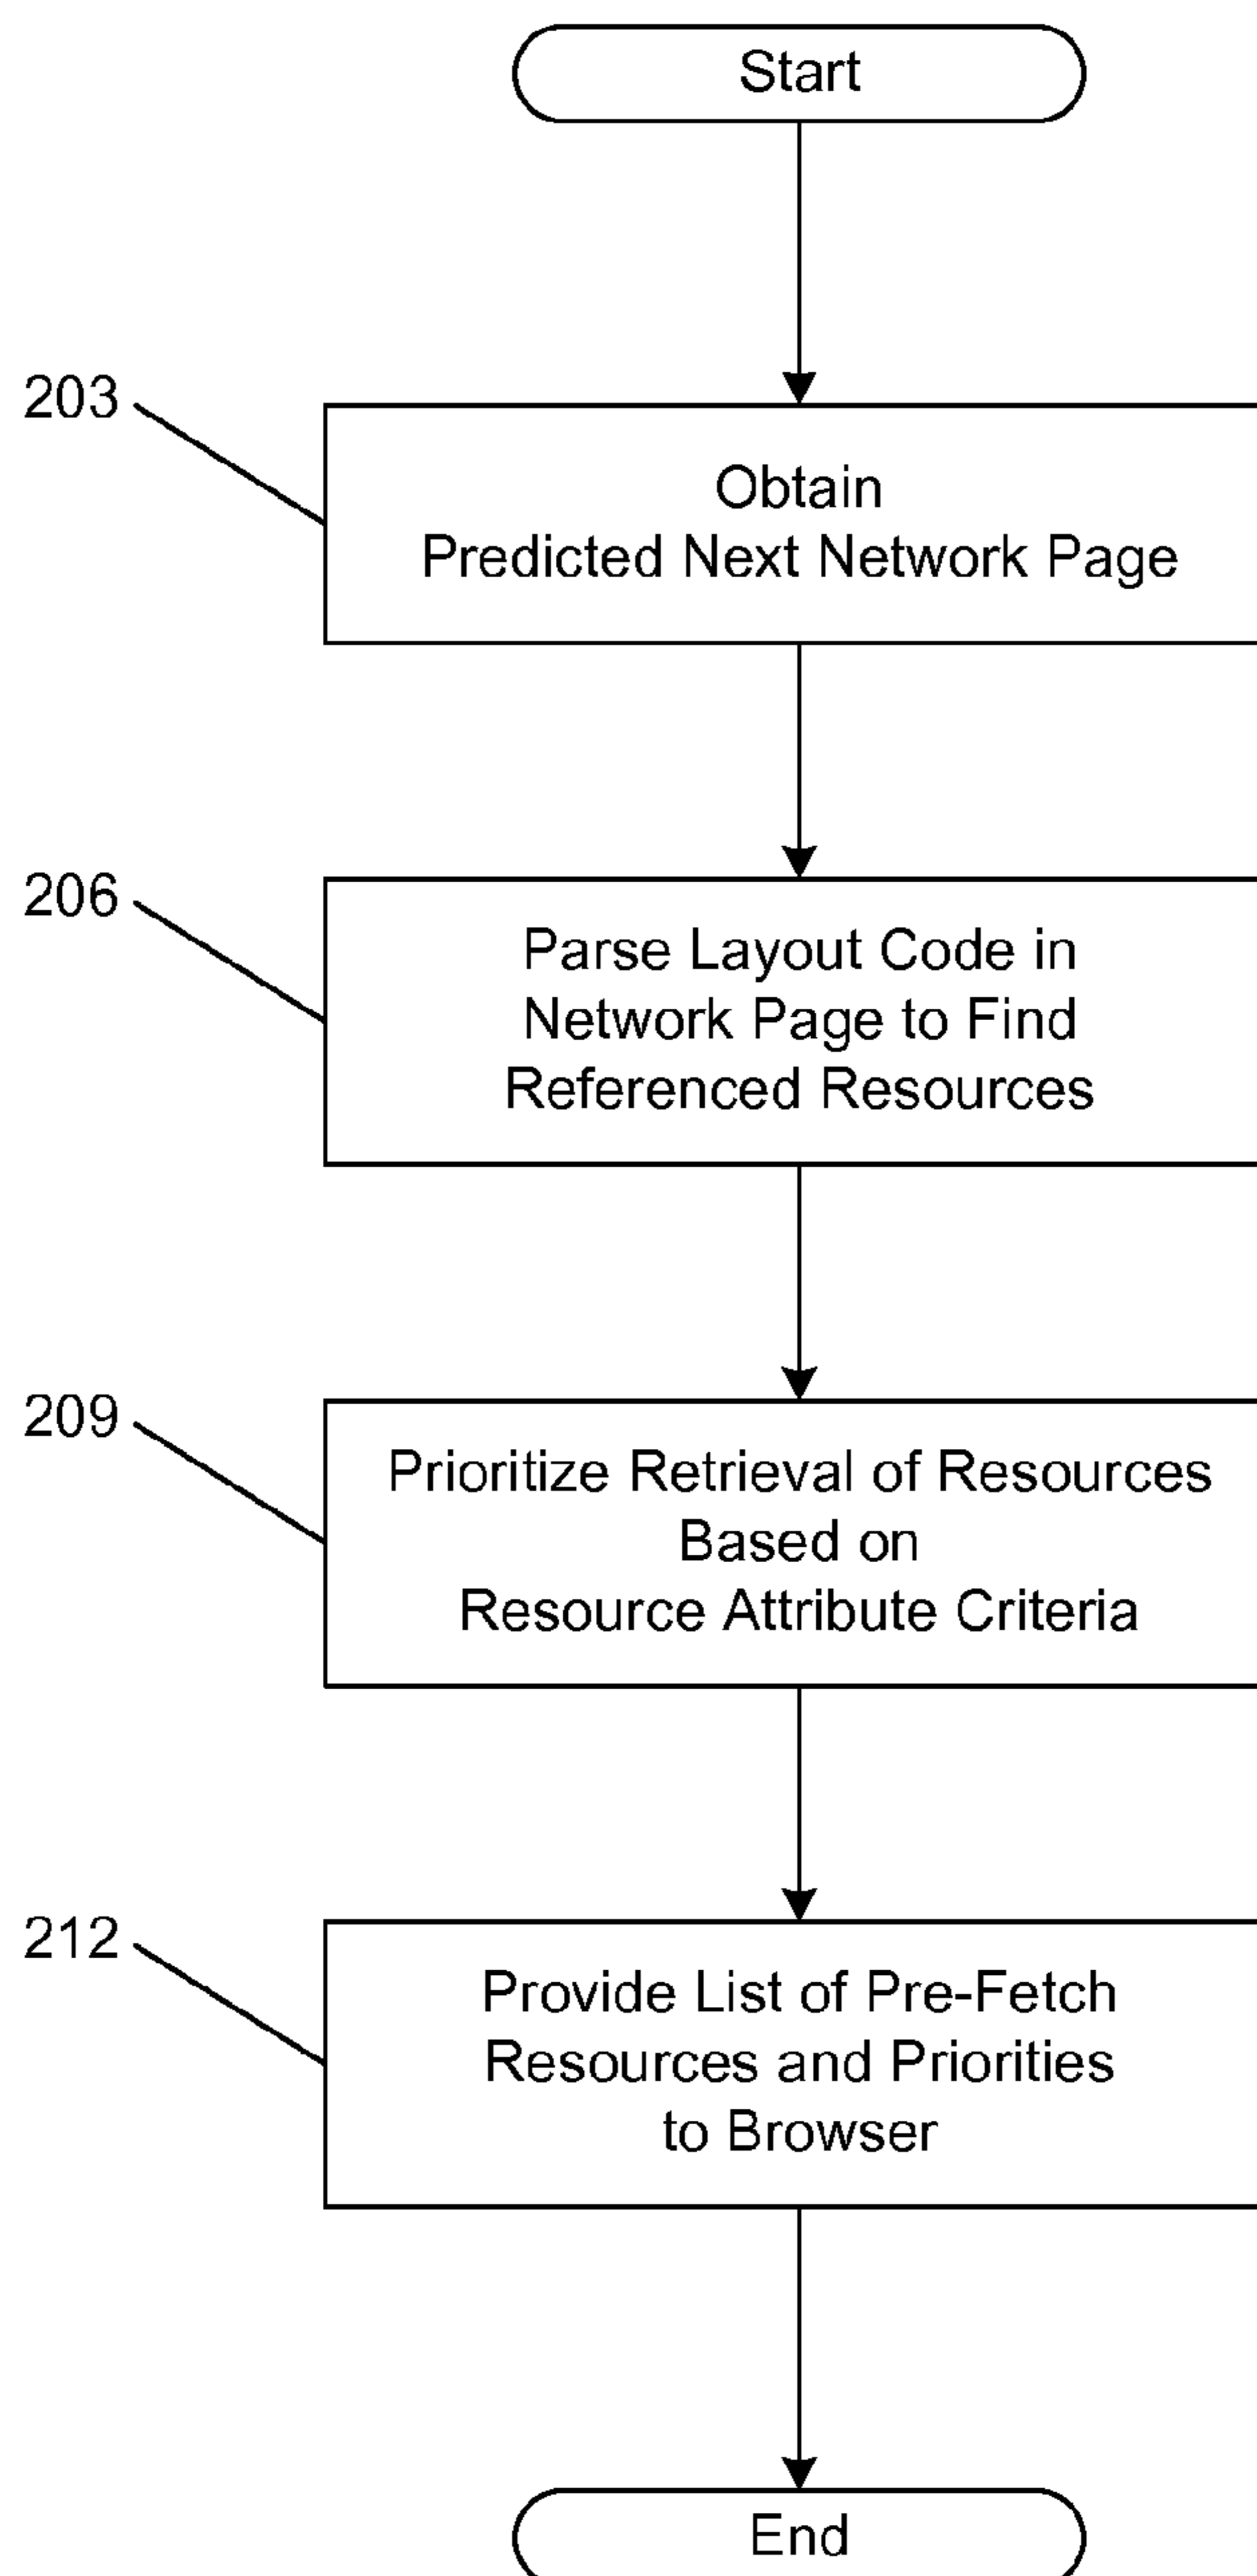 Start
203
Obtain
Predicted Next Network Page
206
Parse Layout Code in
Network Page to Find
Referenced Resources
209
Prioritize Retrieval of Resources
Based on
Resource Attribute Criteria
212
Provide List of Pre-Fetch
Resources and Priorities
to Browser
End